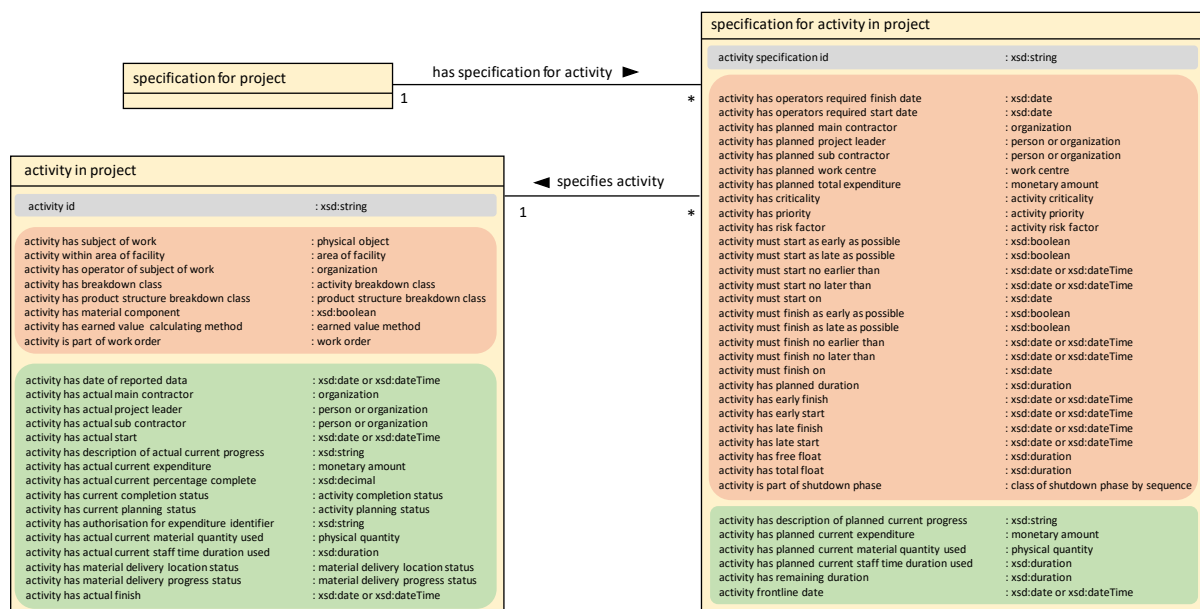 specification for project
has specification for activity
1
*
specification for activity in project
activity specification id : xsd:string
activity has operators required finish date : xsd:date
activity has operators required start date : xsd:date
activity has planned main contractor : organization
activity has planned project leader : person or organization
activity has planned sub contractor : person or organization
activity has planned work centre : work centre
activity has planned total expenditure : monetary amount
activity has criticality : activity criticality
activity has priority : activity priority
activity has risk factor : activity risk factor
activity must start as early as possible : xsd:boolean
activity must start as late as possible : xsd:boolean
activity must start no earlier than : xsd:date or xsd:dateTime
activity must start no later than : xsd:date or xsd:dateTime
activity must start on : xsd:date
activity must finish as early as possible : xsd:boolean
activity must finish as late as possible : xsd:boolean
activity must finish no earlier than : xsd:date or xsd:dateTime
activity must finish no later than : xsd:date or xsd:dateTime
activity must finish on : xsd:date
activity has planned duration : xsd:duration
activity has early finish : xsd:date or xsd:dateTime
activity has early start : xsd:date or xsd:dateTime
activity has late finish : xsd:date or xsd:dateTime
activity has late start : xsd:date or xsd:dateTime
activity has free float : xsd:duration
activity has total float : xsd:duration
activity is part of shutdown phase : class of shutdown phase by sequence
activity has description of planned current progress : xsd:string
activity has planned current expenditure : monetary amount
activity has planned current material quantity used : physical quantity
activity has planned current staff time duration used : xsd:duration
activity has remaining duration : xsd:duration
activity frontline date : xsd:date or xsd:dateTime
specifies activity
1
*
activity in project
activity id : xsd:string
activity has subject of work : physical object
activity within area of facility : area of facility
activity has operator of subject of work : organization
activity has breakdown class : activity breakdown class
activity has product structure breakdown class : product structure breakdown class
activity has material component : xsd:boolean
activity has earned value calculating method : earned value method
activity is part of work order : work order
activity has date of reported data : xsd:date or xsd:dateTime
activity has actual main contractor : organization
activity has actual project leader : person or organization
activity has actual sub contractor : person or organization
activity has actual start : xsd:date or xsd:dateTime
activity has description of actual current progress : xsd:string
activity has actual current expenditure : monetary amount
activity has actual current percentage complete : xsd:decimal
activity has current completion status : activity completion status
activity has current planning status : activity planning status
activity has authorisation for expenditure identifier : xsd:string
activity has actual current material quantity used : physical quantity
activity has actual current staff time duration used : xsd:duration
activity has material delivery location status : material delivery location status
activity has material delivery progress status : material delivery progress status
activity has actual finish : xsd:date or xsd:dateTime